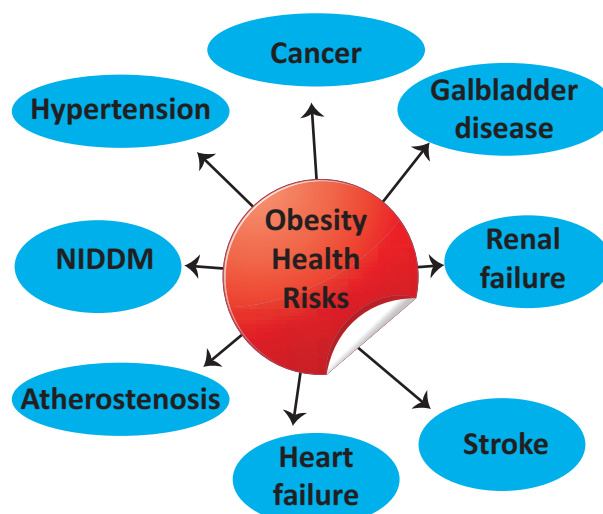 Cancer
Hypertension
Galbladder
disease
Obesity
Health
Risks
NIDDM
Renal
failure
Atherostenosis
Heart
failure
Stroke